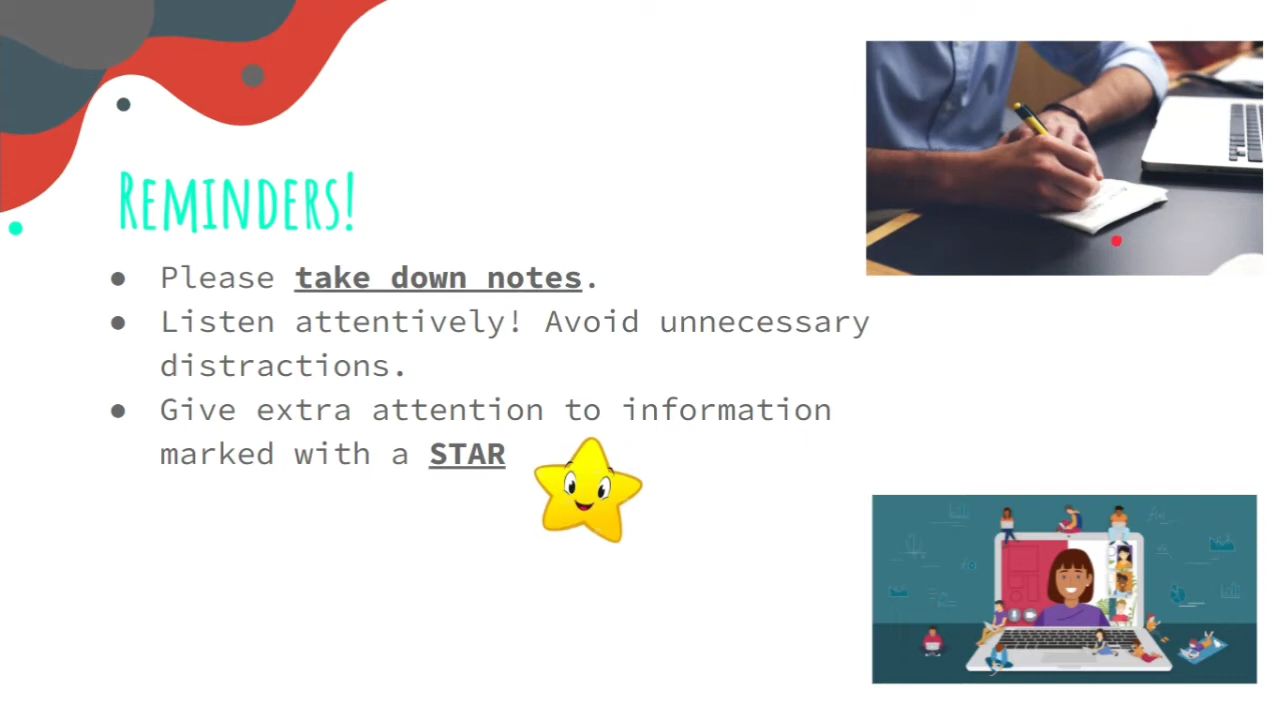 Reminders!
● Please take down notes.
● Listen attentively! Avoid unnecessary
distractions.
● Give extra attention to information
marked with a STAR